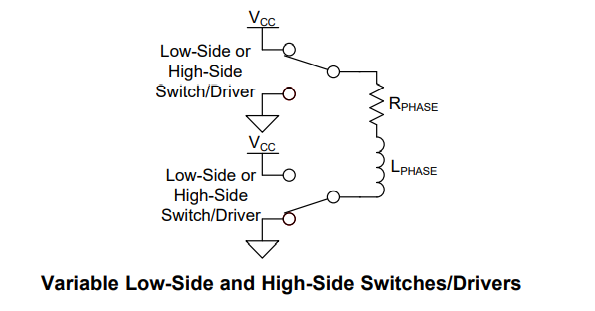 VCC
Low-Side or
High-Side
Switch/Driver
RPHASE
VCC
LPHASE
Low-Side or
High-Side
Switch/Driver
Variable Low-Side and High-Side Switches/Drivers